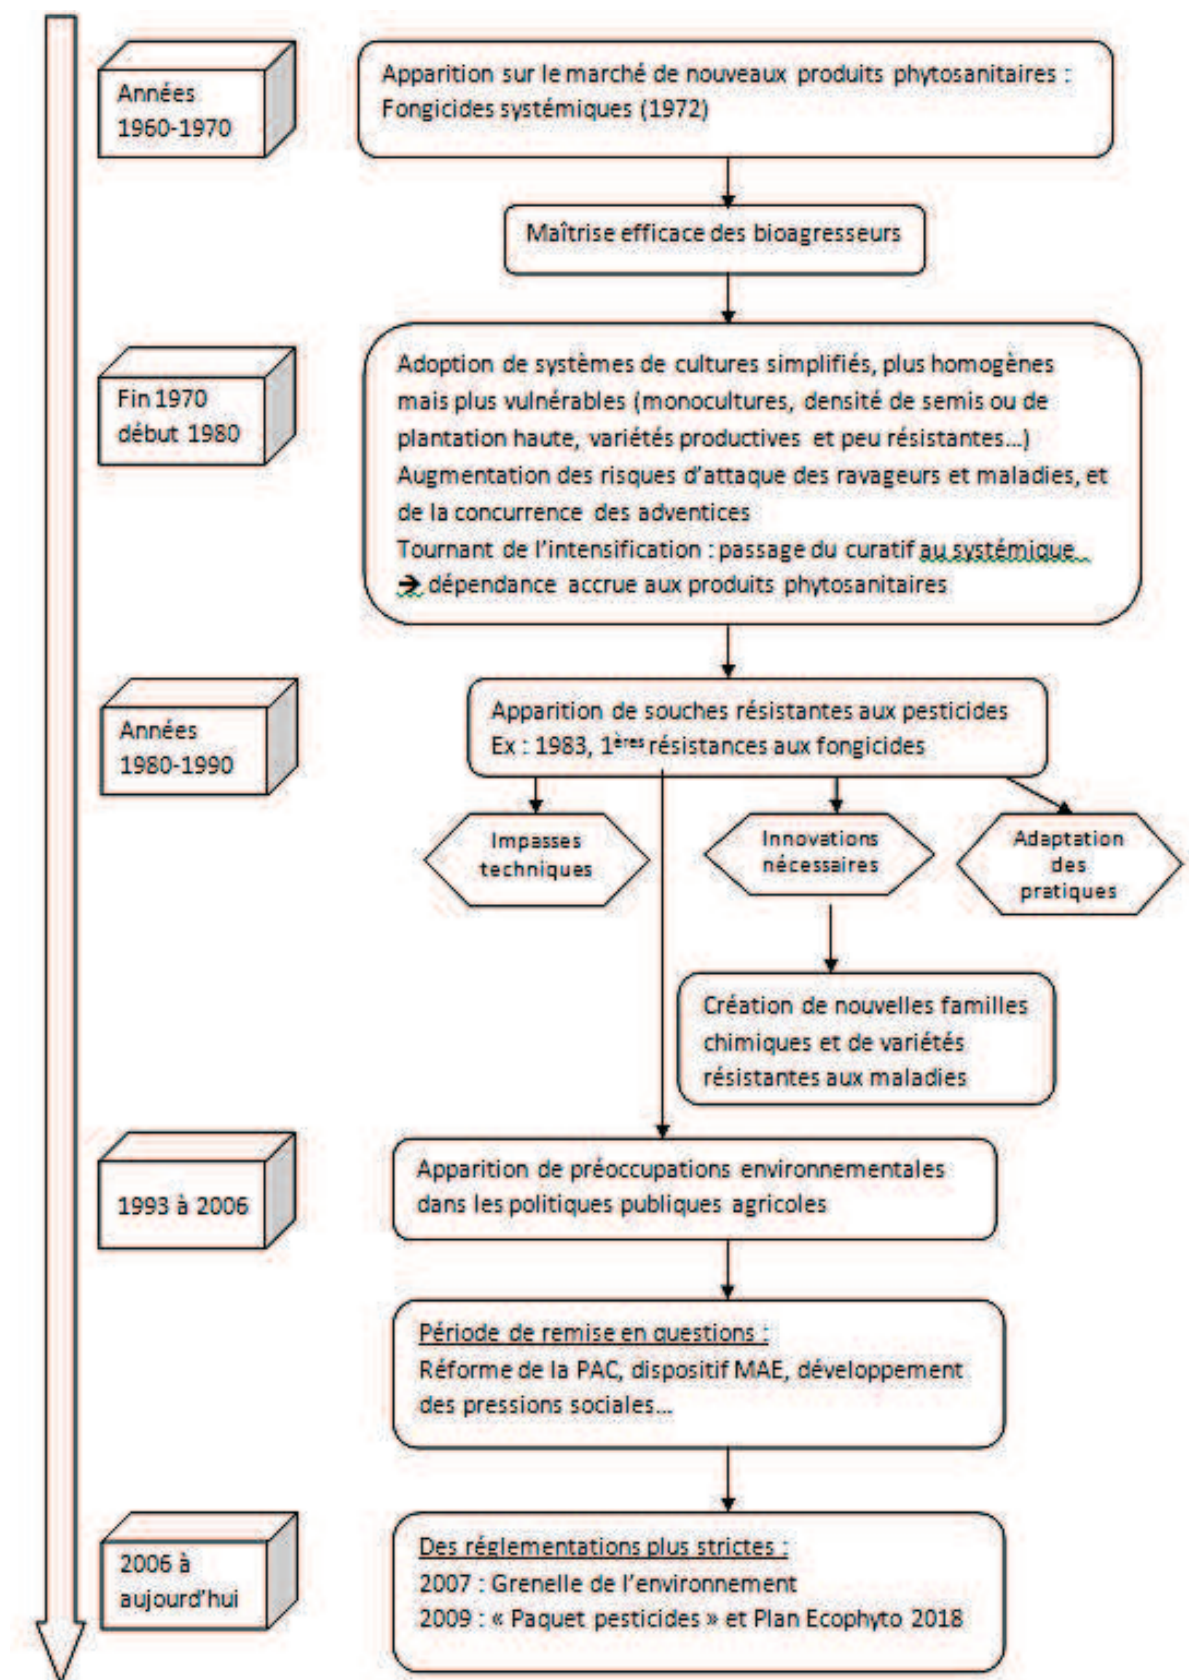 Années
1960-1970
Apparition sur le marché de nouveaux produits phytosanitaires :
Fongicides systémiques (1972)
Maîtrise efficace des bioagresseurs
Fin 1970
début 1980
Adoption de systèmes de cultures simplifiés, plus homogènes
mais plus vulnérables (monocultures, densité de semis ou de
plantation haute, variétés productives et peu résistantes...)
Augmentation des risques d'attaque des ravageurs et maladies, et
de la concurrence des adventices
Tournant de l'intensification : passage du curatif au systémique
➔ dépendance accrue aux produits phytosanitaires
Années
1980-1990
Apparition de souches résistantes aux pesticides
Ex : 1983, 1ères résistances aux fongicides
Impasses
techniques
Innovations
nécessaires
Adaptation
des
pratiques
Création de nouvelles familles
chimiques et de variétés
résistantes aux maladies
1993 à 2006
Apparition de préoccupations environnementales
dans les politiques publiques agricoles
Période de remise en questions :
Réforme de la PAC, dispositif MAE, développement
des pressions sociales...
2006 à
aujourd'hui
Des réglementations plus strictes :
2007 : Grenelle de l'environnement
2009 : « Paquet pesticides » et Plan Ecophyto 2018